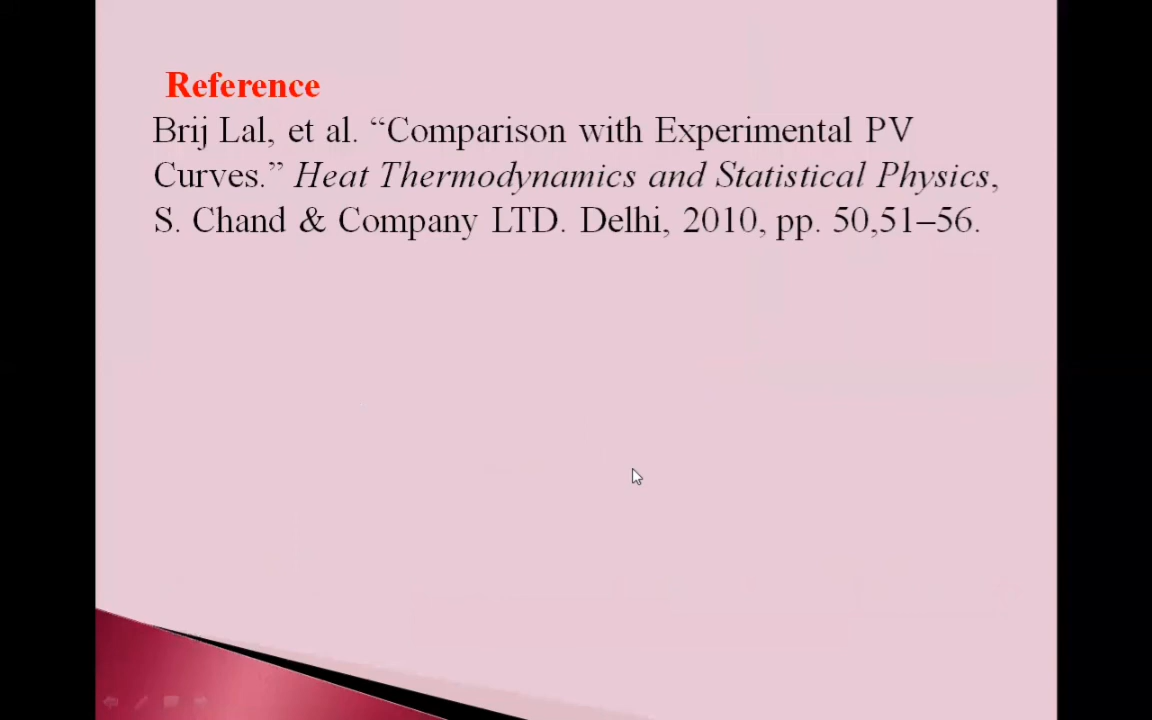 Reference
Brij Lal, et al. “Comparison with Experimental PV
Curves.” Heat Thermodynamics and Statistical Physics,
S. Chand & Company LTD. Delhi, 2010, pp. 50,51–56.